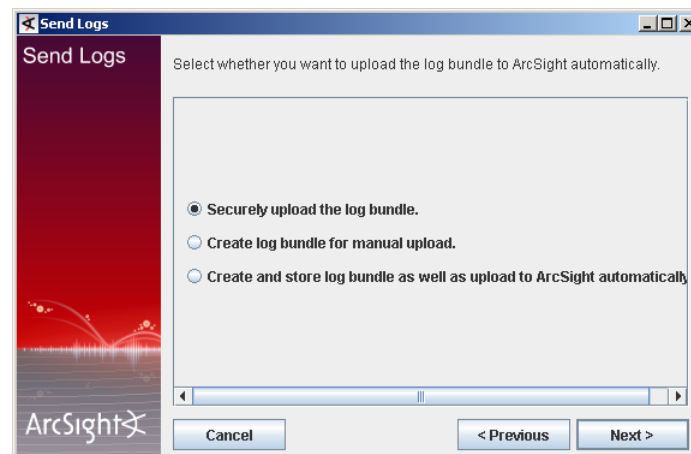 Send Logs
Send Logs
Select whether you want to upload the log bundle to ArcSight automatically.
Securely upload the log bundle.
Create log bundle for manual upload.
Create and store log bundle as well as upload to ArcSight automatically
ArcSight
Cancel
< Previous
Next >